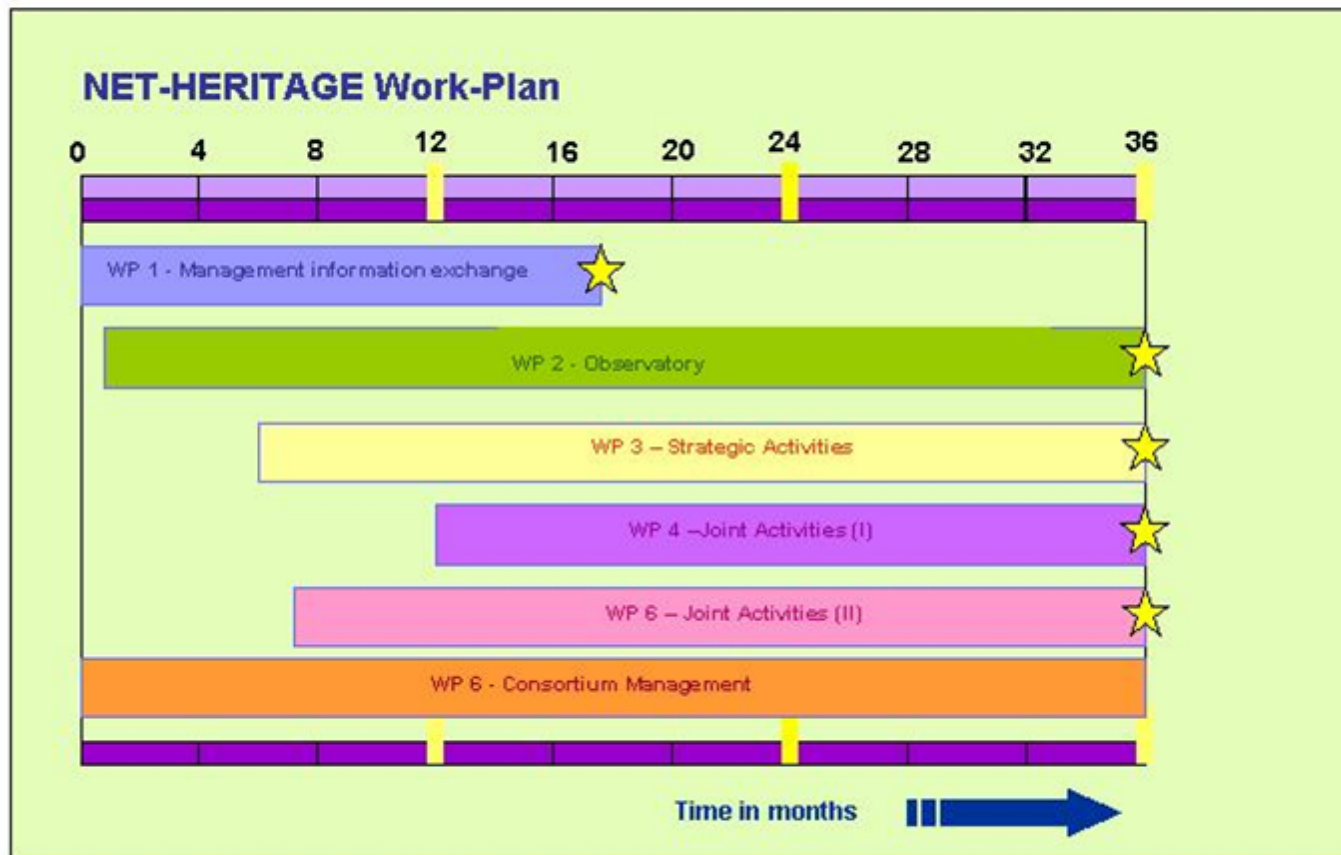 NET-HERITAGE Work-Plan
0 4 8 12 16 20 24 28 32 36
WP 1 - Management information exchange
WP 2 - Observatory
WP 3 – Strategic Activities
WP 4 –Joint Activities (I)
WP 6 – Joint Activities (II)
WP 6 - Consortium Management
Time in months